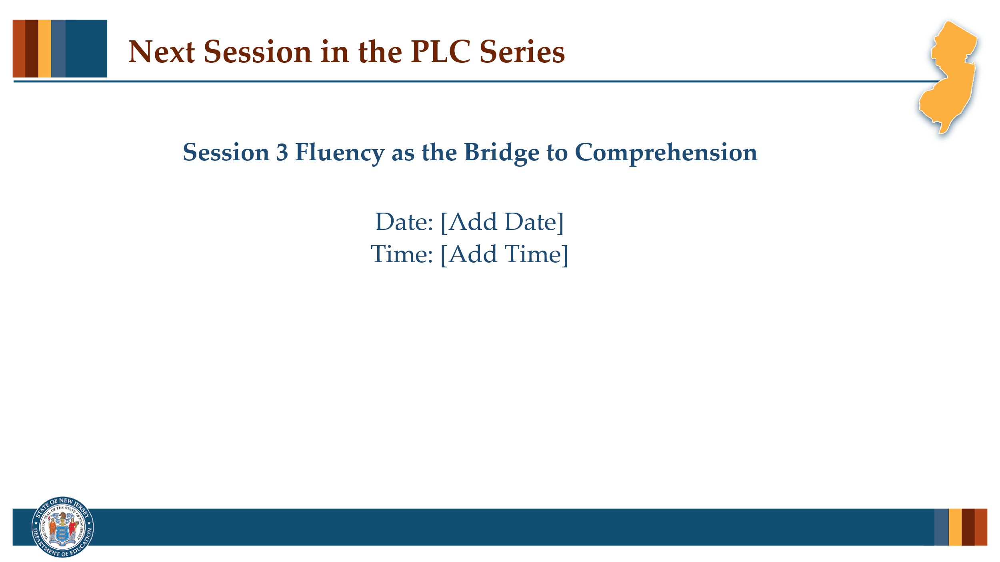 Next Session in the PLC Series
Session 3 Fluency as the Bridge to Comprehension
Date: [Add Date]
Time: [Add Time]
STATE OF NEW JERSEY
THE GREAT SEAL OF THE STATE OF NEW JERSEY
DEPARTMENT OF EDUCATION